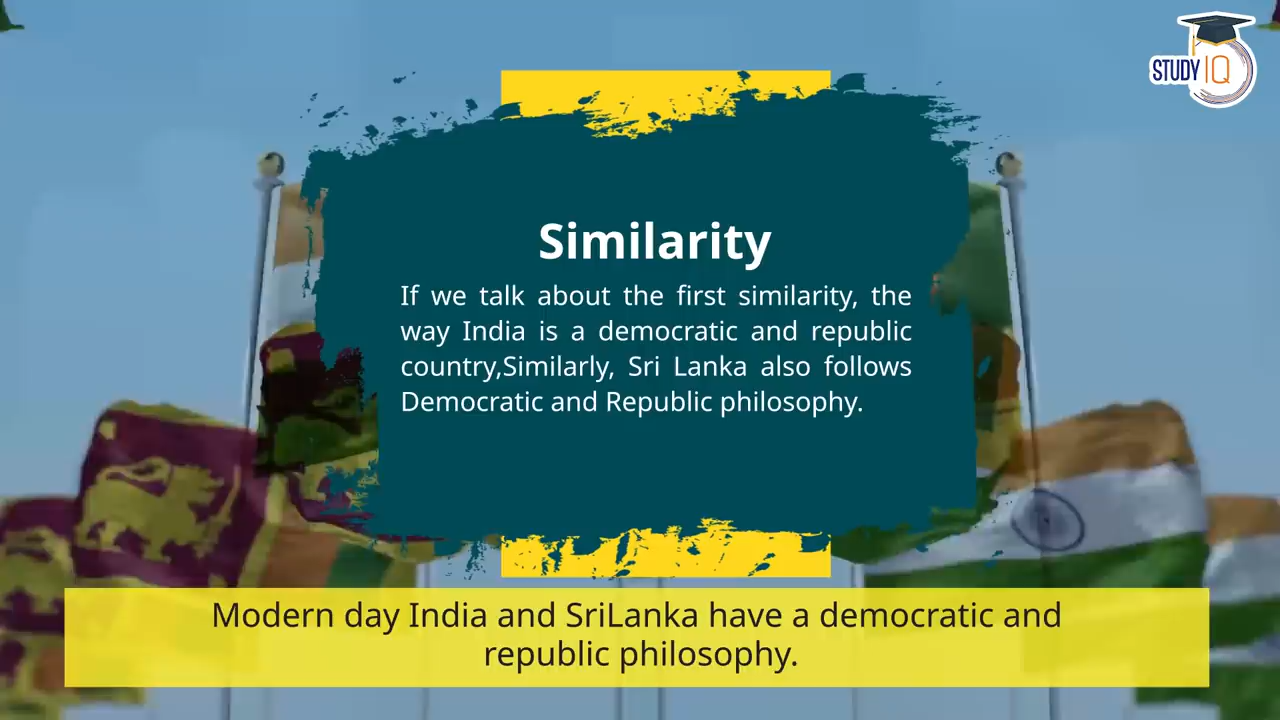 STUDY IQ
Similarity
If we talk about the first similarity, the
way India is a democratic and republic
country,Similarly, Sri Lanka also follows
Democratic and Republic philosophy.
Modern day India and SriLanka have a democratic and
republic philosophy.